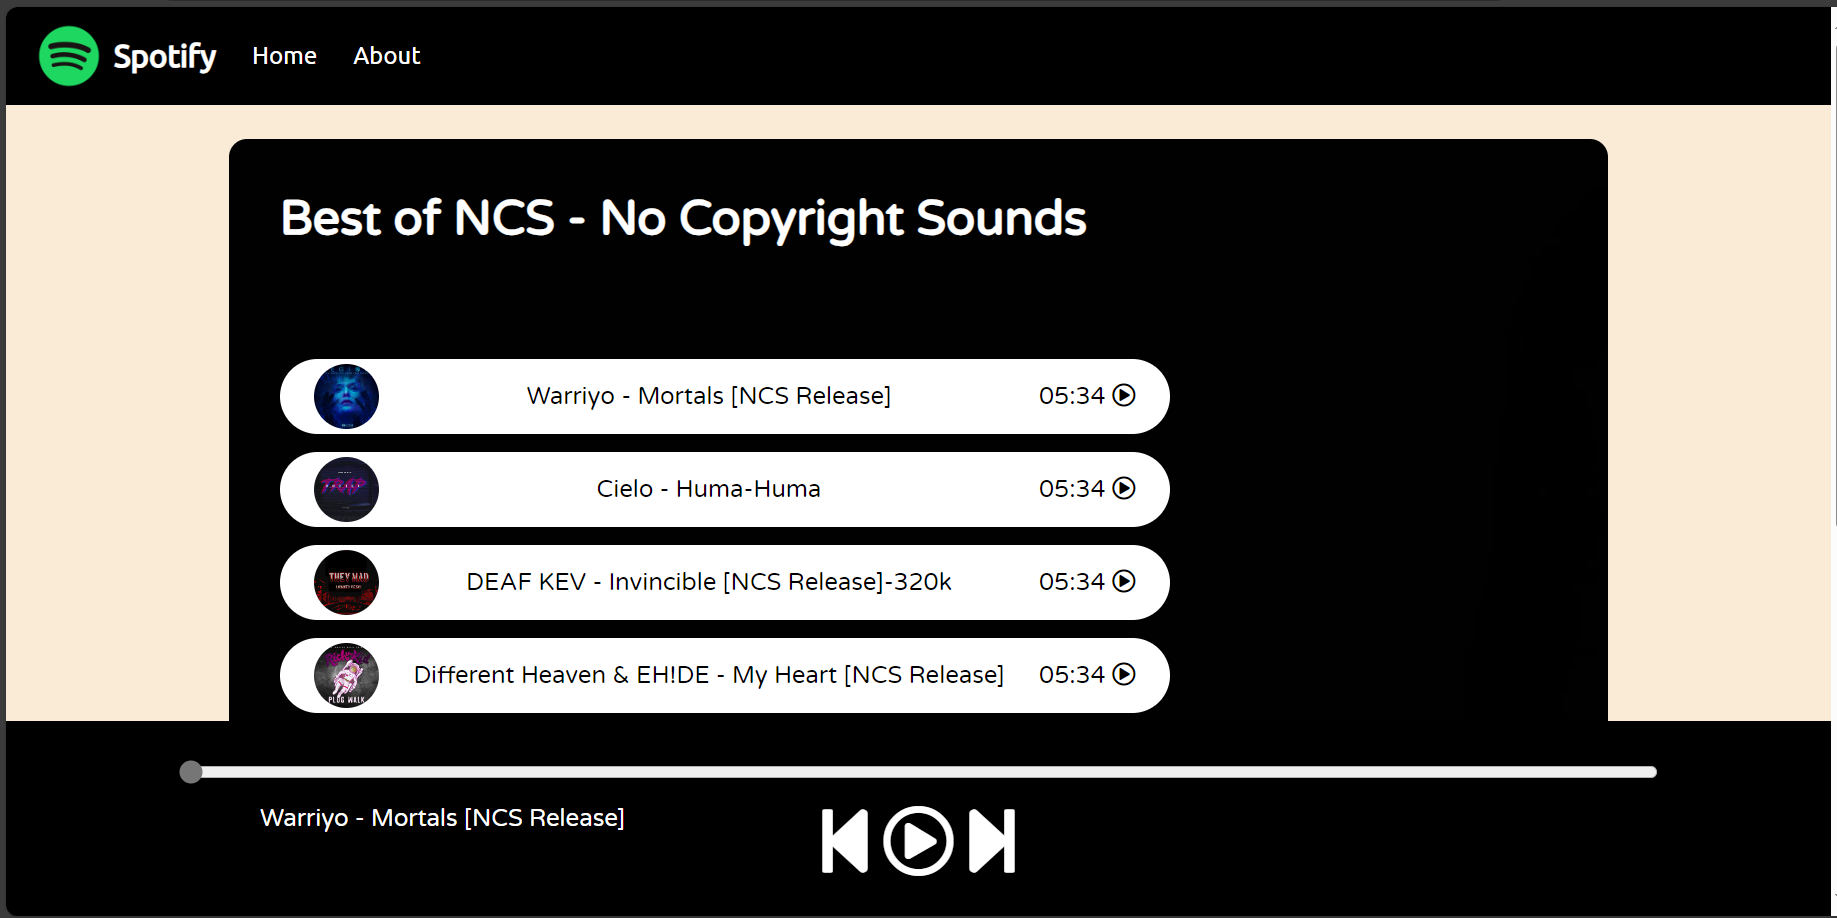 Spotify Home About
Best of NCS - No Copyright Sounds
Warriyo - Mortals [NCS Release] 05:34
Cielo - Huma-Huma 05:34
TRAP
DEAF KEV - Invincible [NCS Release]-320k 05:34
THEY MAD
Different Heaven & EH!DE - My Heart [NCS Release] 05:34
PLUG WALK
Warriyo - Mortals [NCS Release]